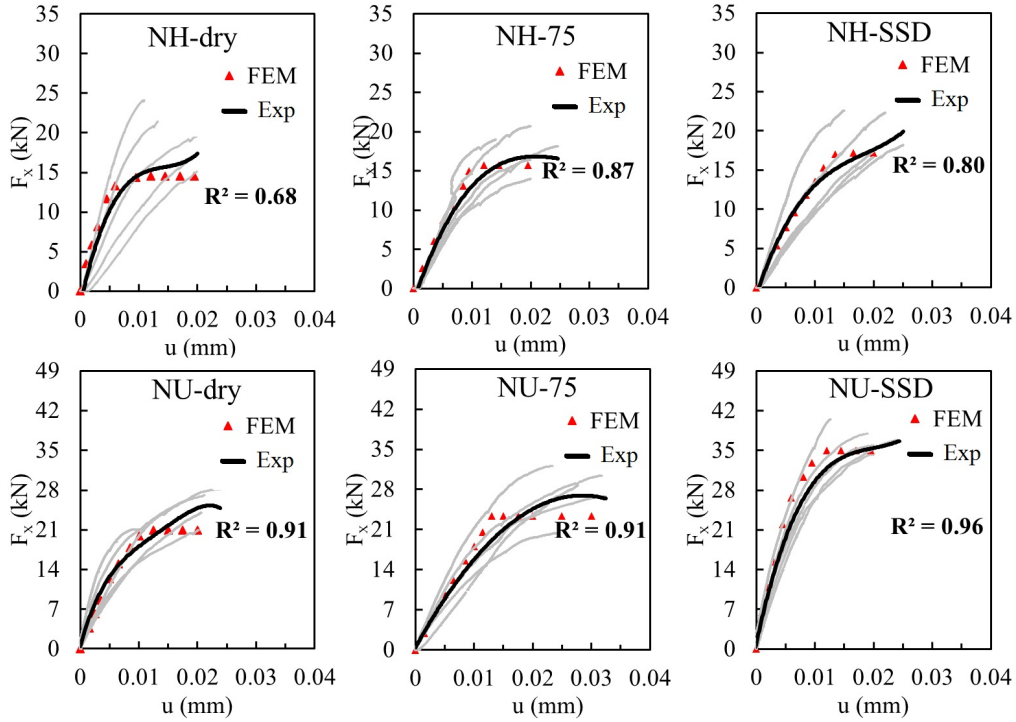 NH-dry
FEM
Exp
R² = 0.68
35
30
25
20
15
10
5
0
Fₓ (kN)
0 0.01 0.02 0.03 0.04
u (mm)
NH-75
FEM
Exp
R² = 0.87
35
30
25
20
15
10
5
0
Fₓ (kN)
0 0.01 0.02 0.03 0.04
u (mm)
NH-SSD
FEM
Exp
R² = 0.80
35
30
25
20
15
10
5
0
Fₓ (kN)
0 0.01 0.02 0.03 0.04
u (mm)
NU-dry
FEM
Exp
R² = 0.91
49
42
35
28
21
14
7
0
Fₓ (kN)
0 0.01 0.02 0.03 0.04
u (mm)
NU-75
FEM
Exp
R² = 0.91
49
42
35
28
21
14
7
0
Fₓ (kN)
0 0.01 0.02 0.03 0.04
u (mm)
NU-SSD
FEM
Exp
R² = 0.96
49
42
35
28
21
14
7
0
Fₓ (kN)
0 0.01 0.02 0.03 0.04
u (mm)